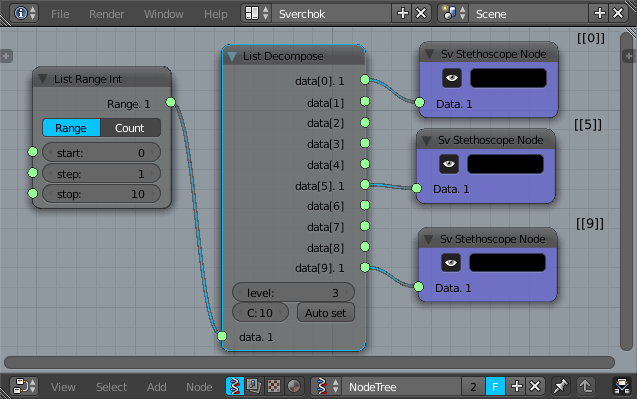 File Render Window Help Sverchok Scene
List Range Int
Range. 1
Range Count
start: 0
step: 1
stop: 10
List Decompose
data[0]. 1
data[1]
data[2]
data[3]
data[4]
data[5]. 1
data[6]
data[7]
data[8]
data[9]. 1
level: 3
C: 10 Auto set
data. 1
[[0]]
Sv Stethoscope Node
Data. 1
[[5]]
Sv Stethoscope Node
Data. 1
[[9]]
Sv Stethoscope Node
Data. 1
View Select Add Node NodeTree 2 F